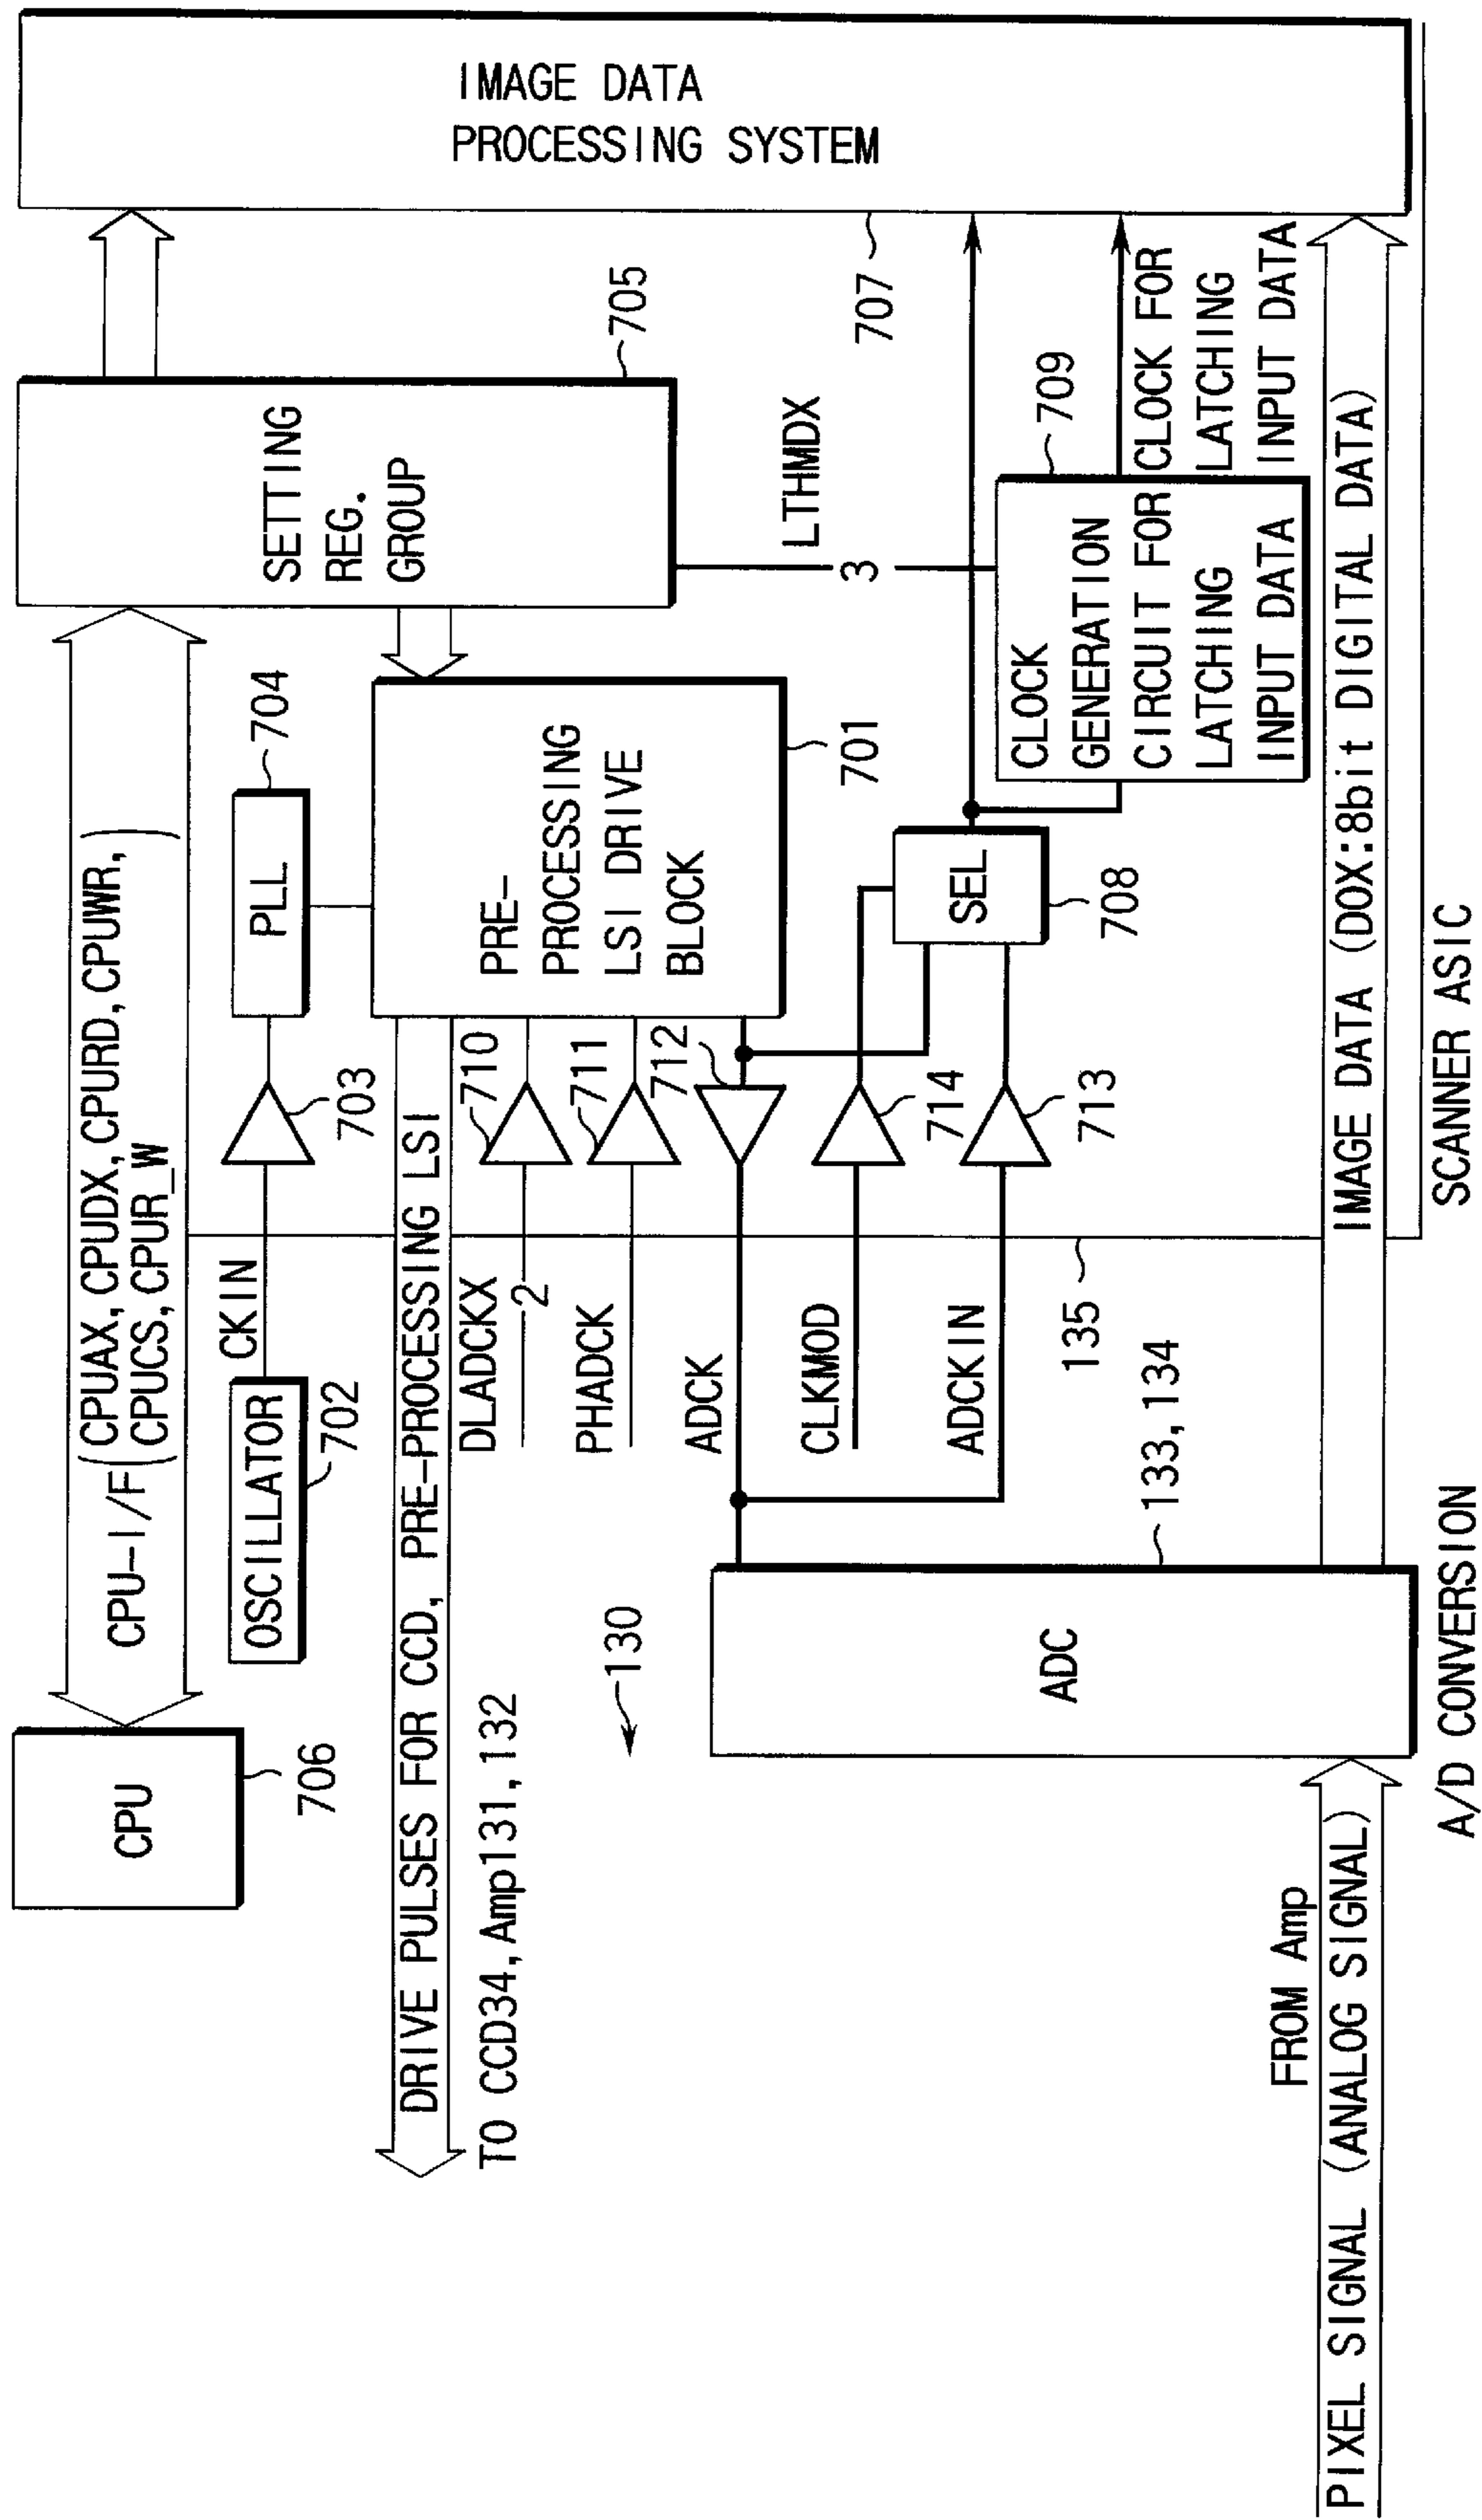 CPU
706
CPU-I/F
(CPUAX, CPUDX, CPURD, CPUWR,
CPUCS, CPUR_W)
SETTING
REG.
GROUP
705
IMAGE DATA
PROCESSING SYSTEM
707
OSCILLATOR
702
CKIN
703
PLL
704
DRIVE PULSES FOR CCD, PRE-PROCESSING LSI
TO CCD34, Amp131, 132
PRE-
PROCESSING
LSI DRIVE
BLOCK
701
DLADCKX
2
710
PHADCK
711
712
ADCK
CLKMOD
714
ADCKIN
713
130
135
133, 134
ADC
SEL
708
LTHMDX
3
CLOCK
GENERATION
CIRCUIT FOR
LATCHING
INPUT DATA
709
CLOCK FOR
LATCHING
INPUT DATA
FROM Amp
PIXEL SIGNAL (ANALOG SIGNAL)
IMAGE DATA (DOX:8bit DIGITAL DATA)
A/D CONVERSION
SCANNER ASIC